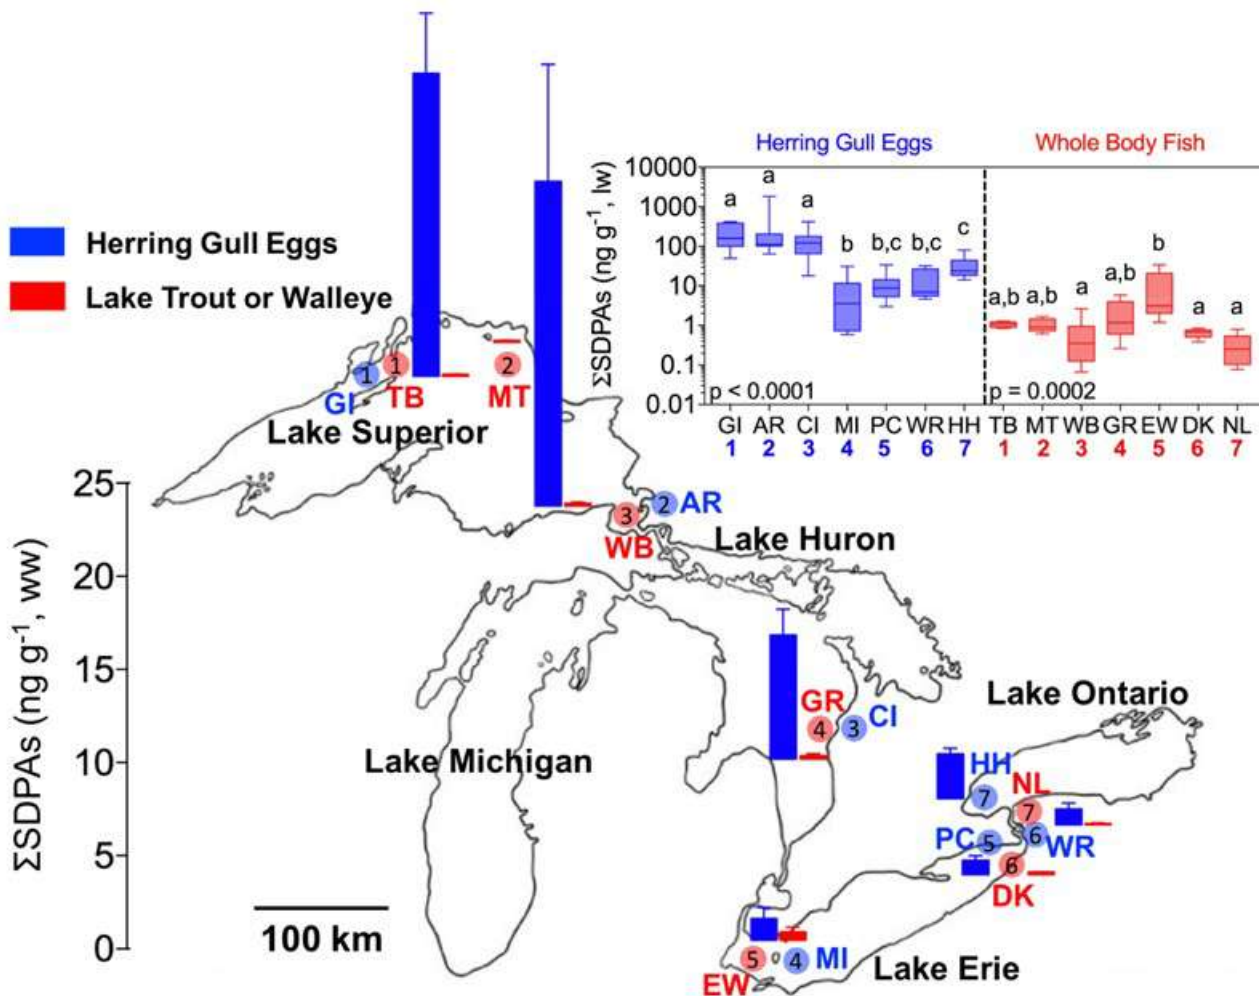 Herring Gull Eggs Whole Body Fish
ΣSDPAs (ng g⁻¹, lw)
10000
1000
100
10
1
0.1
0.01
a a a b b,c b,c c a,b a,b a a,b b a a
p < 0.0001 p = 0.0002
GI AR CI MI PC WR HH TB MT WB GR EW DK NL
1 2 3 4 5 6 7 1 2 3 4 5 6 7
Herring Gull Eggs
Lake Trout or Walleye
1 1 2
GI TB MT
Lake Superior
3 2 AR
WB
Lake Huron
ΣSDPAs (ng g⁻¹, ww)
25
20
15
10
5
0
GR CI
4 3
Lake Michigan
Lake Ontario
HH NL
7 7
PC 5 6 WR
6
DK
5 4 MI
EW
Lake Erie
100 km